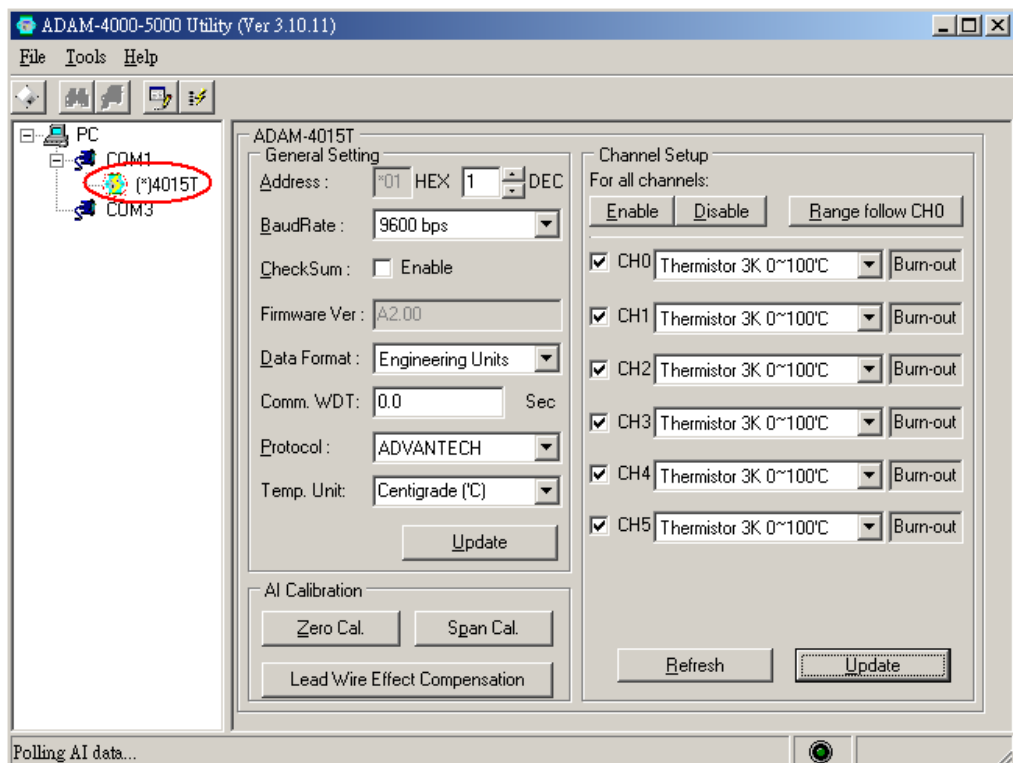 ADAM-4000-5000 Utility (Ver 3.10.11)
File Tools Help
PC
COM1
(*)4015T
COM3
ADAM-4015T
General Setting
Address : *01 HEX 1 DEC
BaudRate : 9600 bps
CheckSum : Enable
Firmware Ver : A2.00
Data Format : Engineering Units
Comm. WDT: 0.0 Sec
Protocol : ADVANTECH
Temp. Unit: Centigrade ('C)
Update
AI Calibration
Zero Cal. Span Cal.
Lead Wire Effect Compensation
Channel Setup
For all channels:
Enable Disable Range follow CH0
CH0 Thermistor 3K 0~100'C Burn-out
CH1 Thermistor 3K 0~100'C Burn-out
CH2 Thermistor 3K 0~100'C Burn-out
CH3 Thermistor 3K 0~100'C Burn-out
CH4 Thermistor 3K 0~100'C Burn-out
CH5 Thermistor 3K 0~100'C Burn-out
Refresh Update
Polling AI data...